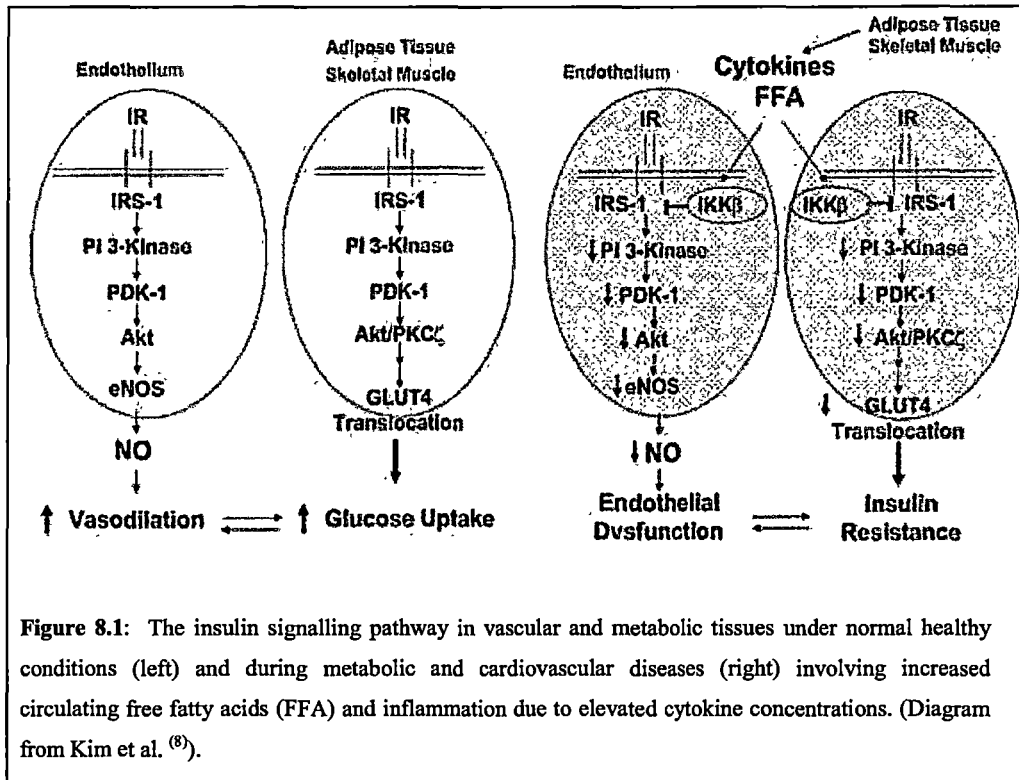 Endothelium
Adipose Tissue
Skeletal Muscle
IR
IRS-1
PI 3-Kinase
PDK-1
Akt
eNOS
NO
↑ Vasodilation
IR
IRS-1
PI 3-Kinase
PDK-1
Akt/PKCζ
GLUT4
Translocation
↑ Glucose Uptake
Endothelium
Cytokines
FFA
Adipose Tissue
Skeletal Muscle
IR
IRS-1
IKKβ
↓ PI 3-Kinase
↓ PDK-1
↓ Akt
↓ eNOS
↓ NO
Endothelial
Dysfunction
IR
IKKβ
IRS-1
↓ PI 3-Kinase
↓ PDK-1
↓ Akt/PKCζ
↓ GLUT4
Translocation
Insulin
Resistance
Figure 8.1: The insulin signalling pathway in vascular and metabolic tissues under normal healthy
conditions (left) and during metabolic and cardiovascular diseases (right) involving increased
circulating free fatty acids (FFA) and inflammation due to elevated cytokine concentrations. (Diagram
from Kim et al. (8)).